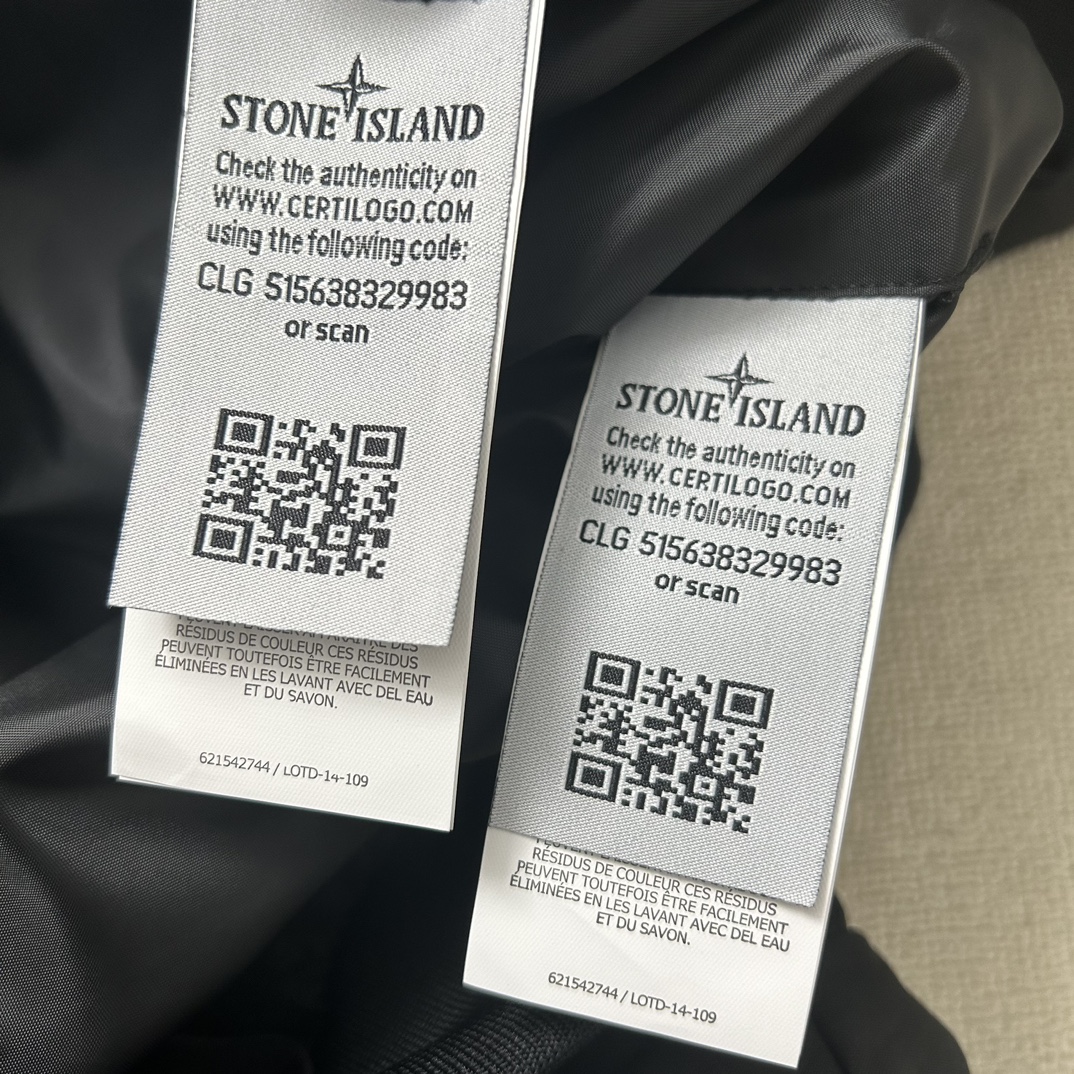 STONE ISLAND
Check the authenticity on
WWW.CERTILOGO.COM
using the following code:
CLG 515638329983
or scan
RÉSIDUS DE COULEUR CES RÉSIDUS
PEUVENT TOUTEFOIS ÊTRE FACILEMENT
ÉLIMINÉES EN LES LAVANT AVEC DEL EAU
ET DU SAVON.
621542744 / LOTD-14-109
STONE ISLAND
Check the authenticity on
WWW.CERTILOGO.COM
using the following code:
CLG 515638329983
or scan
RÉSIDUS DE COULEUR CES RÉSIDUS
PEUVENT TOUTEFOIS ÊTRE FACILEMENT
ÉLIMINÉES EN LES LAVANT AVEC DEL EAU
ET DU SAVON.
621542744 / LOTD-14-109